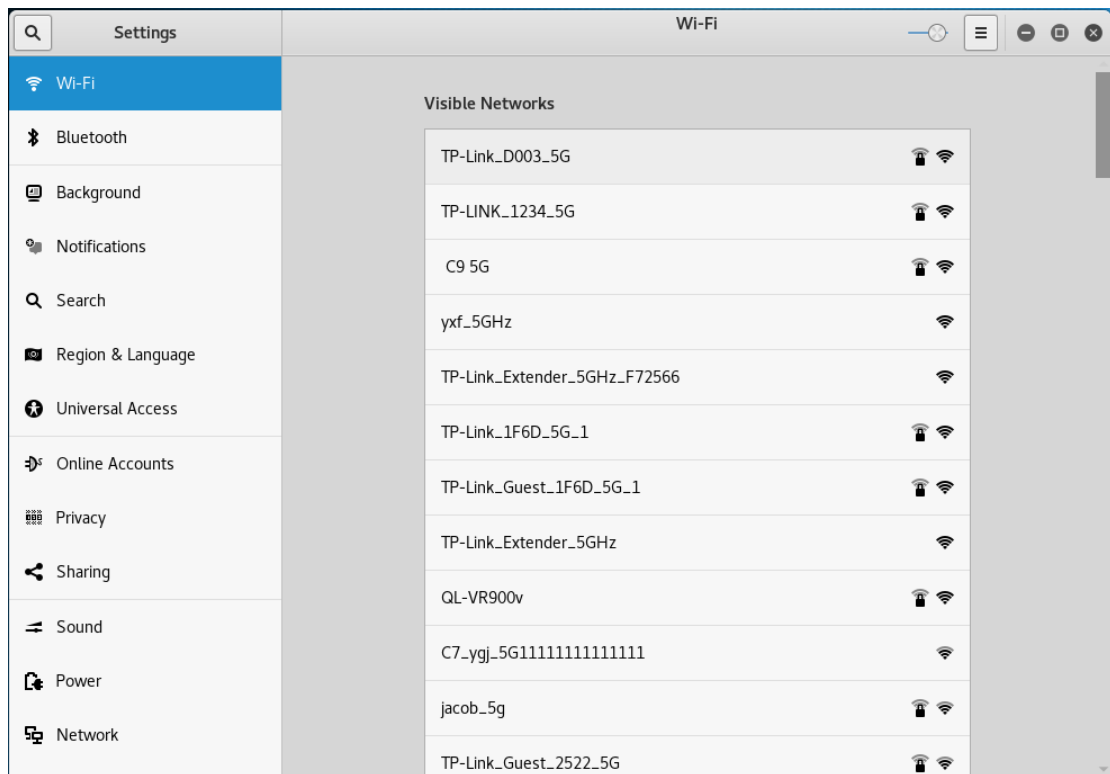 Settings
Wi-Fi
Wi-Fi
Bluetooth
Background
Notifications
Search
Region & Language
Universal Access
Online Accounts
Privacy
Sharing
Sound
Power
Network
Visible Networks
TP-Link_D003_5G
TP-LINK_1234_5G
C9 5G
yxf_5GHz
TP-Link_Extender_5GHz_F72566
TP-Link_1F6D_5G_1
TP-Link_Guest_1F6D_5G_1
TP-Link_Extender_5GHz
QL-VR900v
C7_ygj_5G11111111111111
jacob_5g
TP-Link_Guest_2522_5G